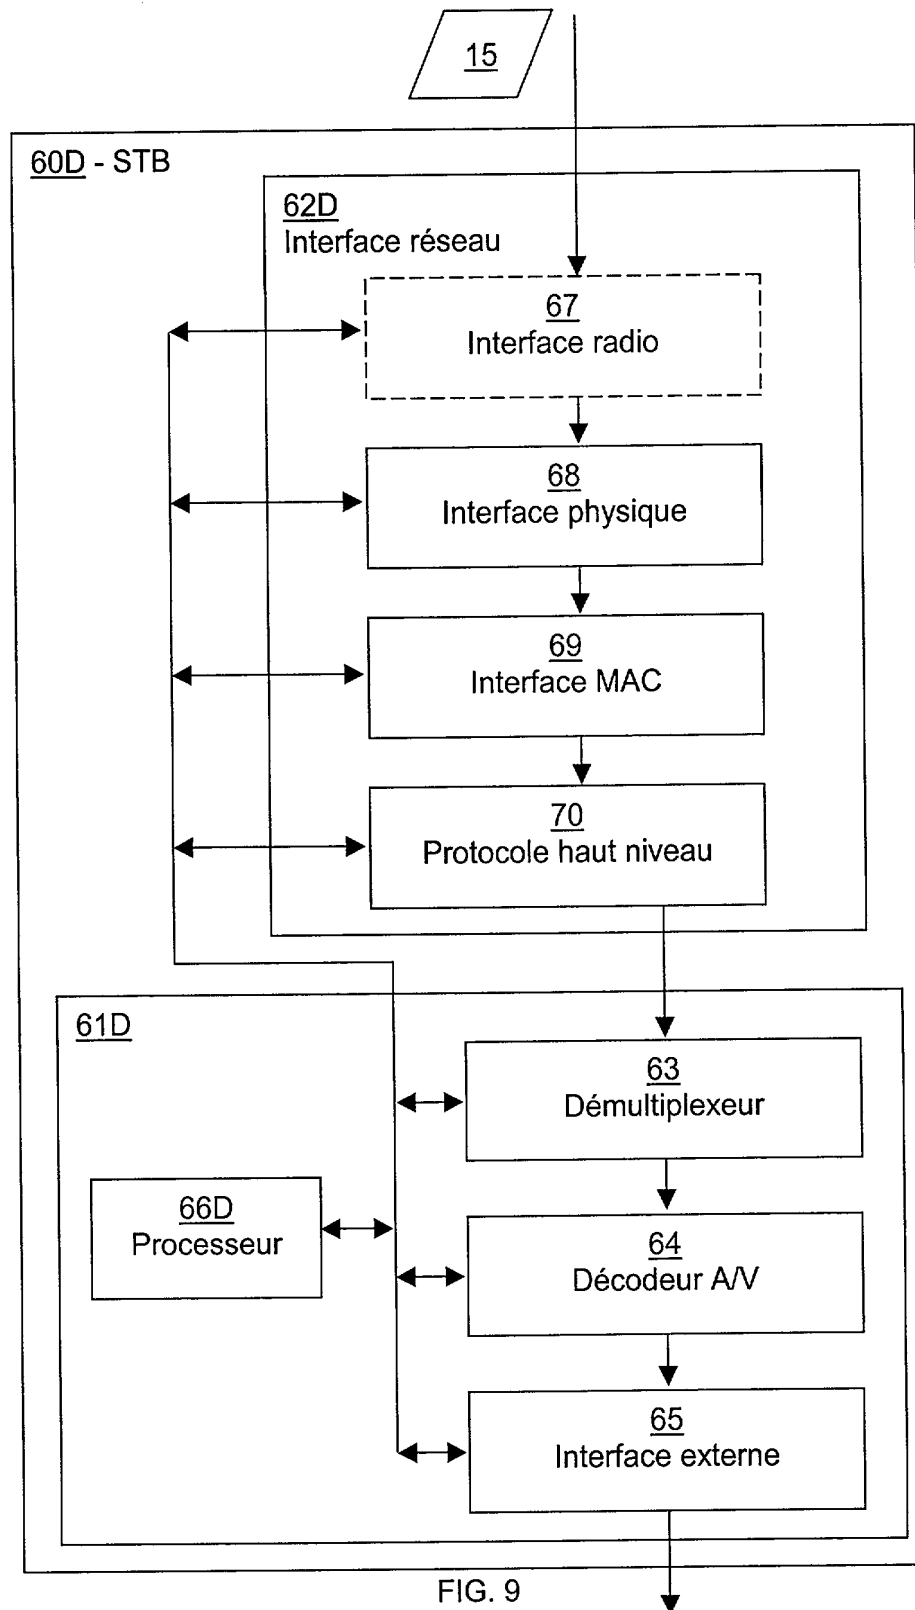 15
60D - STB
62D
Interface réseau
67
Interface radio
68
Interface physique
69
Interface MAC
70
Protocole haut niveau
61D
63
Démultiplexeur
66D
Processeur
64
Décodeur A/V
65
Interface externe
FIG. 9